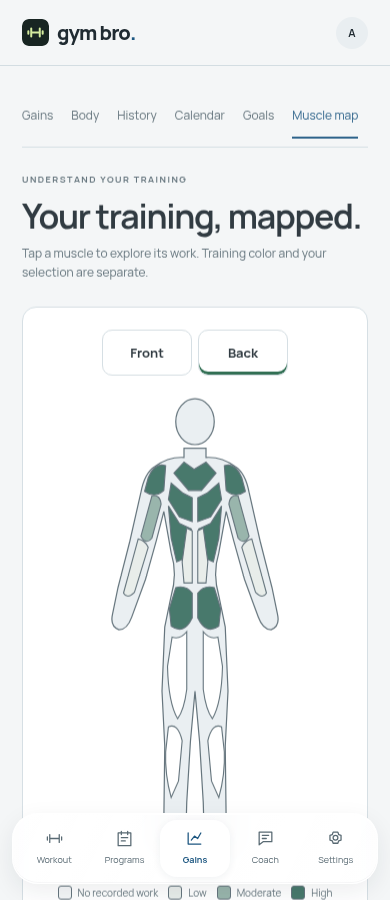 gym bro.
A
Gains Body History Calendar Goals Muscle map
UNDERSTAND YOUR TRAINING
Your training, mapped.
Tap a muscle to explore its work. Training color and your
selection are separate.
Front Back
Workout Programs Gains Coach Settings
No recorded work Low Moderate High